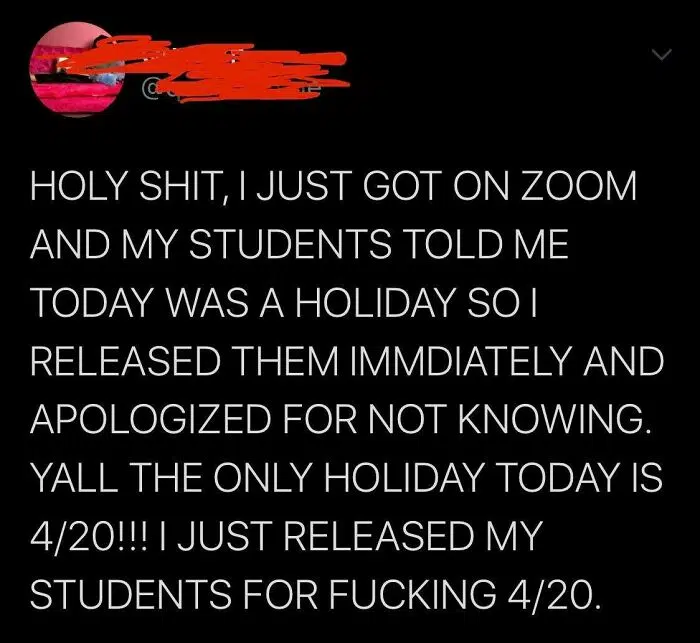 HOLY SHIT, I JUST GOT ON ZOOM
AND MY STUDENTS TOLD ME
TODAY WAS A HOLIDAY SO I
RELEASED THEM IMMDIATELY AND
APOLOGIZED FOR NOT KNOWING.
YALL THE ONLY HOLIDAY TODAY IS
4/20!!! I JUST RELEASED MY
STUDENTS FOR FUCKING 4/20.